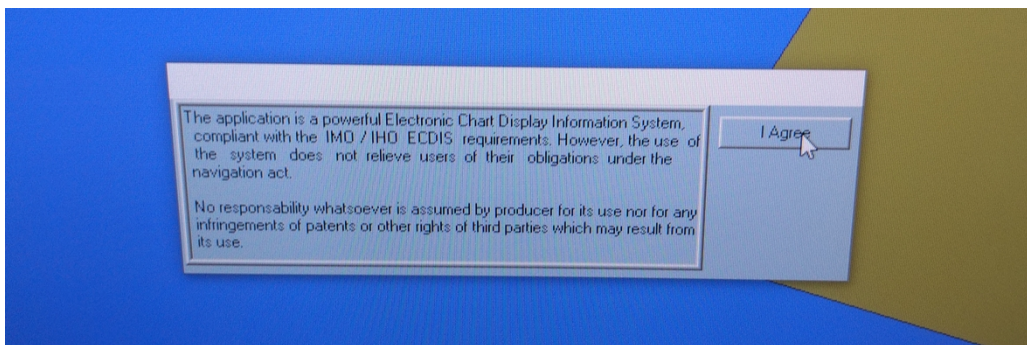 The application is a powerful Electronic Chart Display Information System,
compliant with the IMO / IHO ECDIS requirements. However, the use of
the system does not relieve users of their obligations under the
navigation act.
No responsability whatsoever is assumed by producer for its use nor for any
infringements of patents or other rights of third parties which may result from
its use.
I Agree